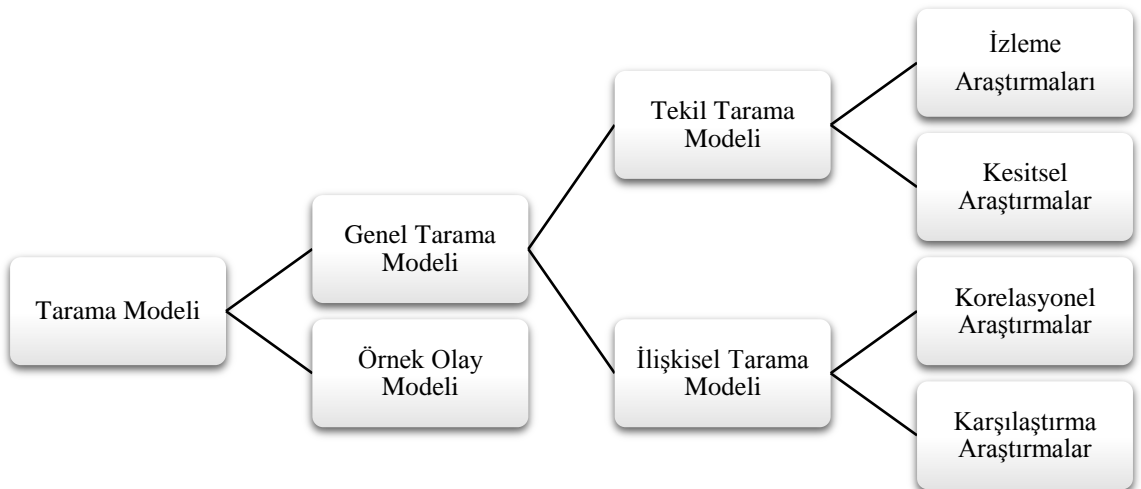 Tarama Modeli
Genel Tarama
Modeli
Örnek Olay
Modeli
Tekil Tarama
Modeli
İlişkisel Tarama
Modeli
İzleme
Araştırmaları
Kesitsel
Araştırmalar
Korelasyonel
Araştırmalar
Karşılaştırma
Araştırmalar